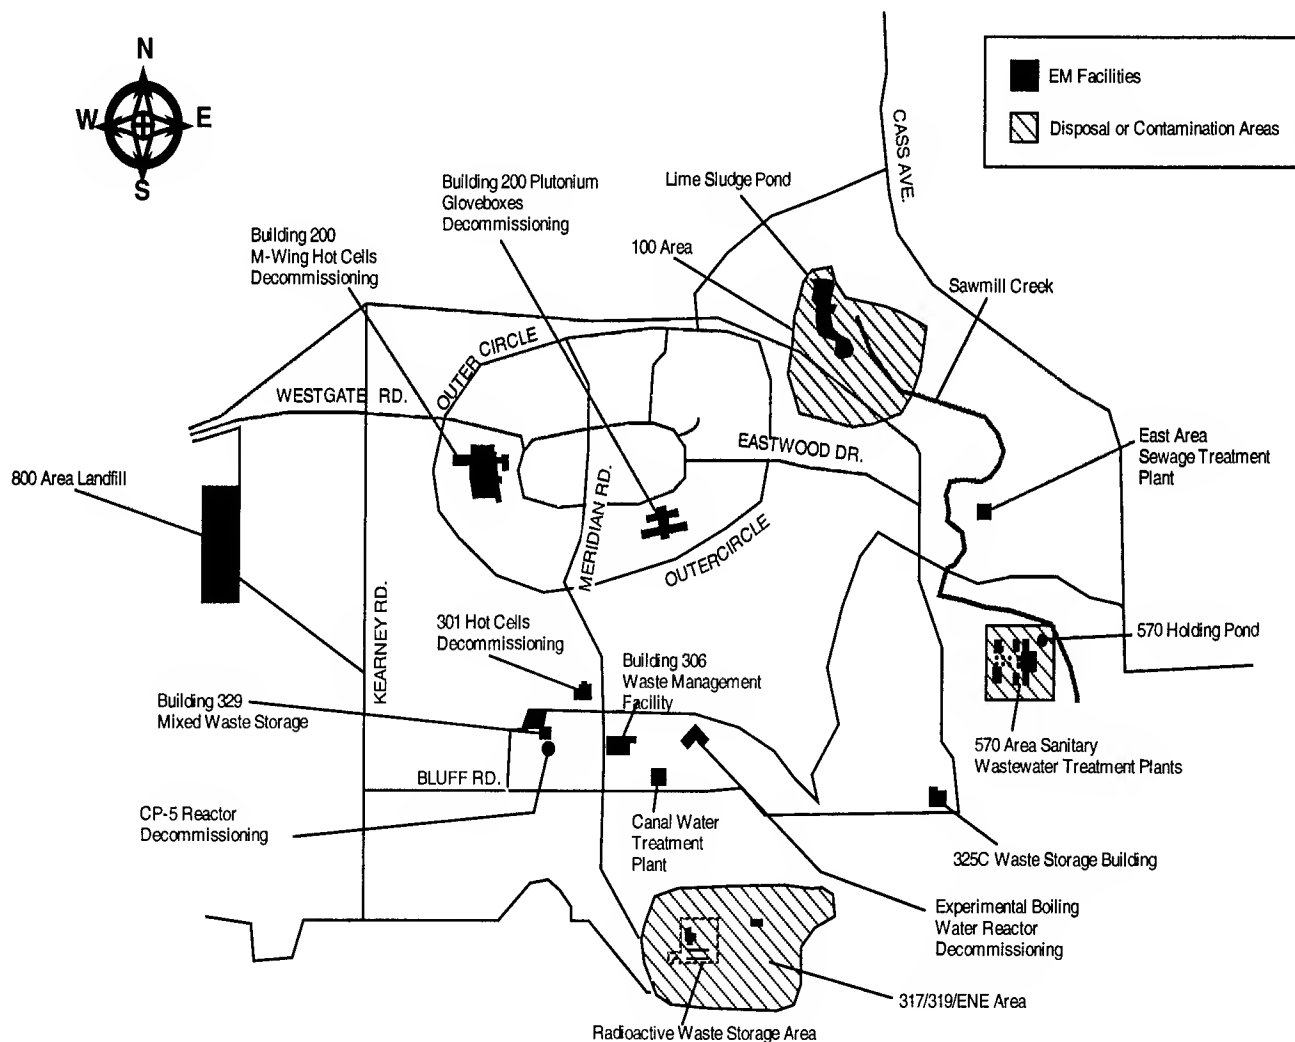 N
W
E
S
EM Facilities
Disposal or Contamination Areas
CASS AVE.
Building 200 Plutonium
Gloveboxes
Decommissioning
Lime Sludge Pond
Building 200
M-Wing Hot Cells
Decommissioning
100 Area
Sawmill Creek
OUTER CIRCLE
WESTGATE RD.
EASTWOOD DR.
East Area
Sewage Treatment
Plant
800 Area Landfill
MERIDIAN RD.
OUTERCIRCLE
KEARNEY RD.
301 Hot Cells
Decommissioning
570 Holding Pond
Building 306
Waste Management
Facility
Building 329
Mixed Waste Storage
570 Area Sanitary
Wastewater Treatment Plants
BLUFF RD.
CP-5 Reactor
Decommissioning
Canal Water
Treatment
Plant
325C Waste Storage Building
Experimental Boiling
Water Reactor
Decommissioning
317/319/ENE Area
Radioactive Waste Storage Area